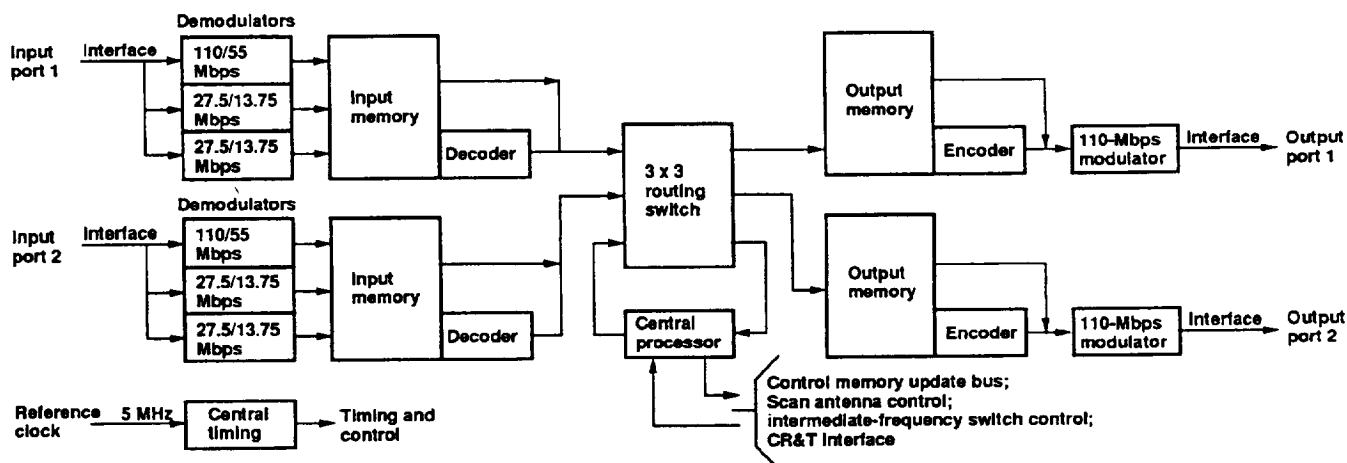 Demodulators
Input
port 1
Interface
110/55
Mbps
27.5/13.75
Mbps
27.5/13.75
Mbps
Input
memory
Decoder
3 x 3
routing
switch
Output
memory
Encoder
110-Mbps
modulator
Interface
Output
port 1
Demodulators
Input
port 2
Interface
110/55
Mbps
27.5/13.75
Mbps
27.5/13.75
Mbps
Input
memory
Decoder
Central
processor
Output
memory
Encoder
110-Mbps
modulator
Interface
Output
port 2
Reference
clock
5 MHz
Central
timing
Timing and
control
Control memory update bus;
Scan antenna control;
intermediate-frequency switch control;
CR&T Interface